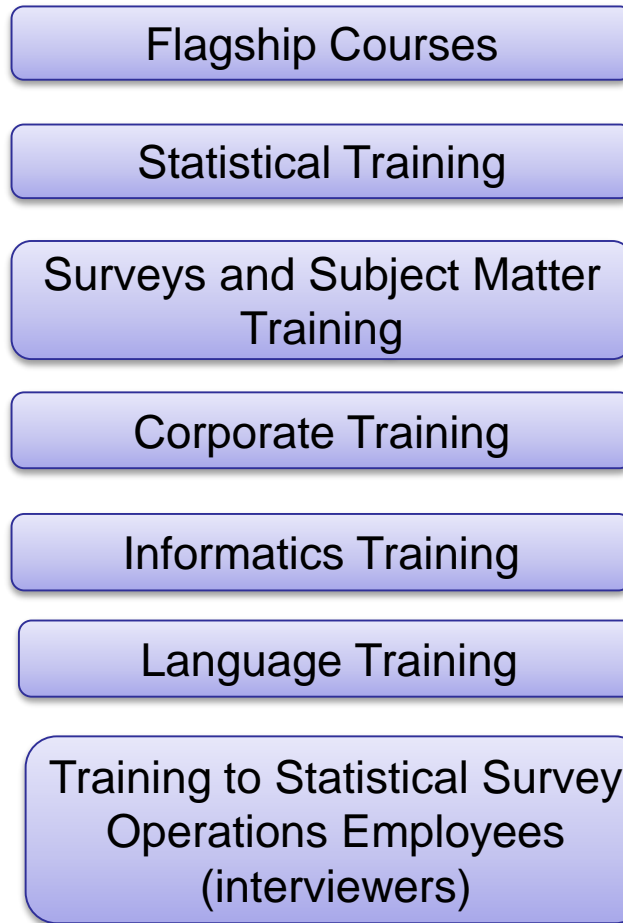 Flagship Courses
Statistical Training
Surveys and Subject Matter
Training
Corporate Training
Informatics Training
Language Training
Training to Statistical Survey
Operations Employees
(interviewers)